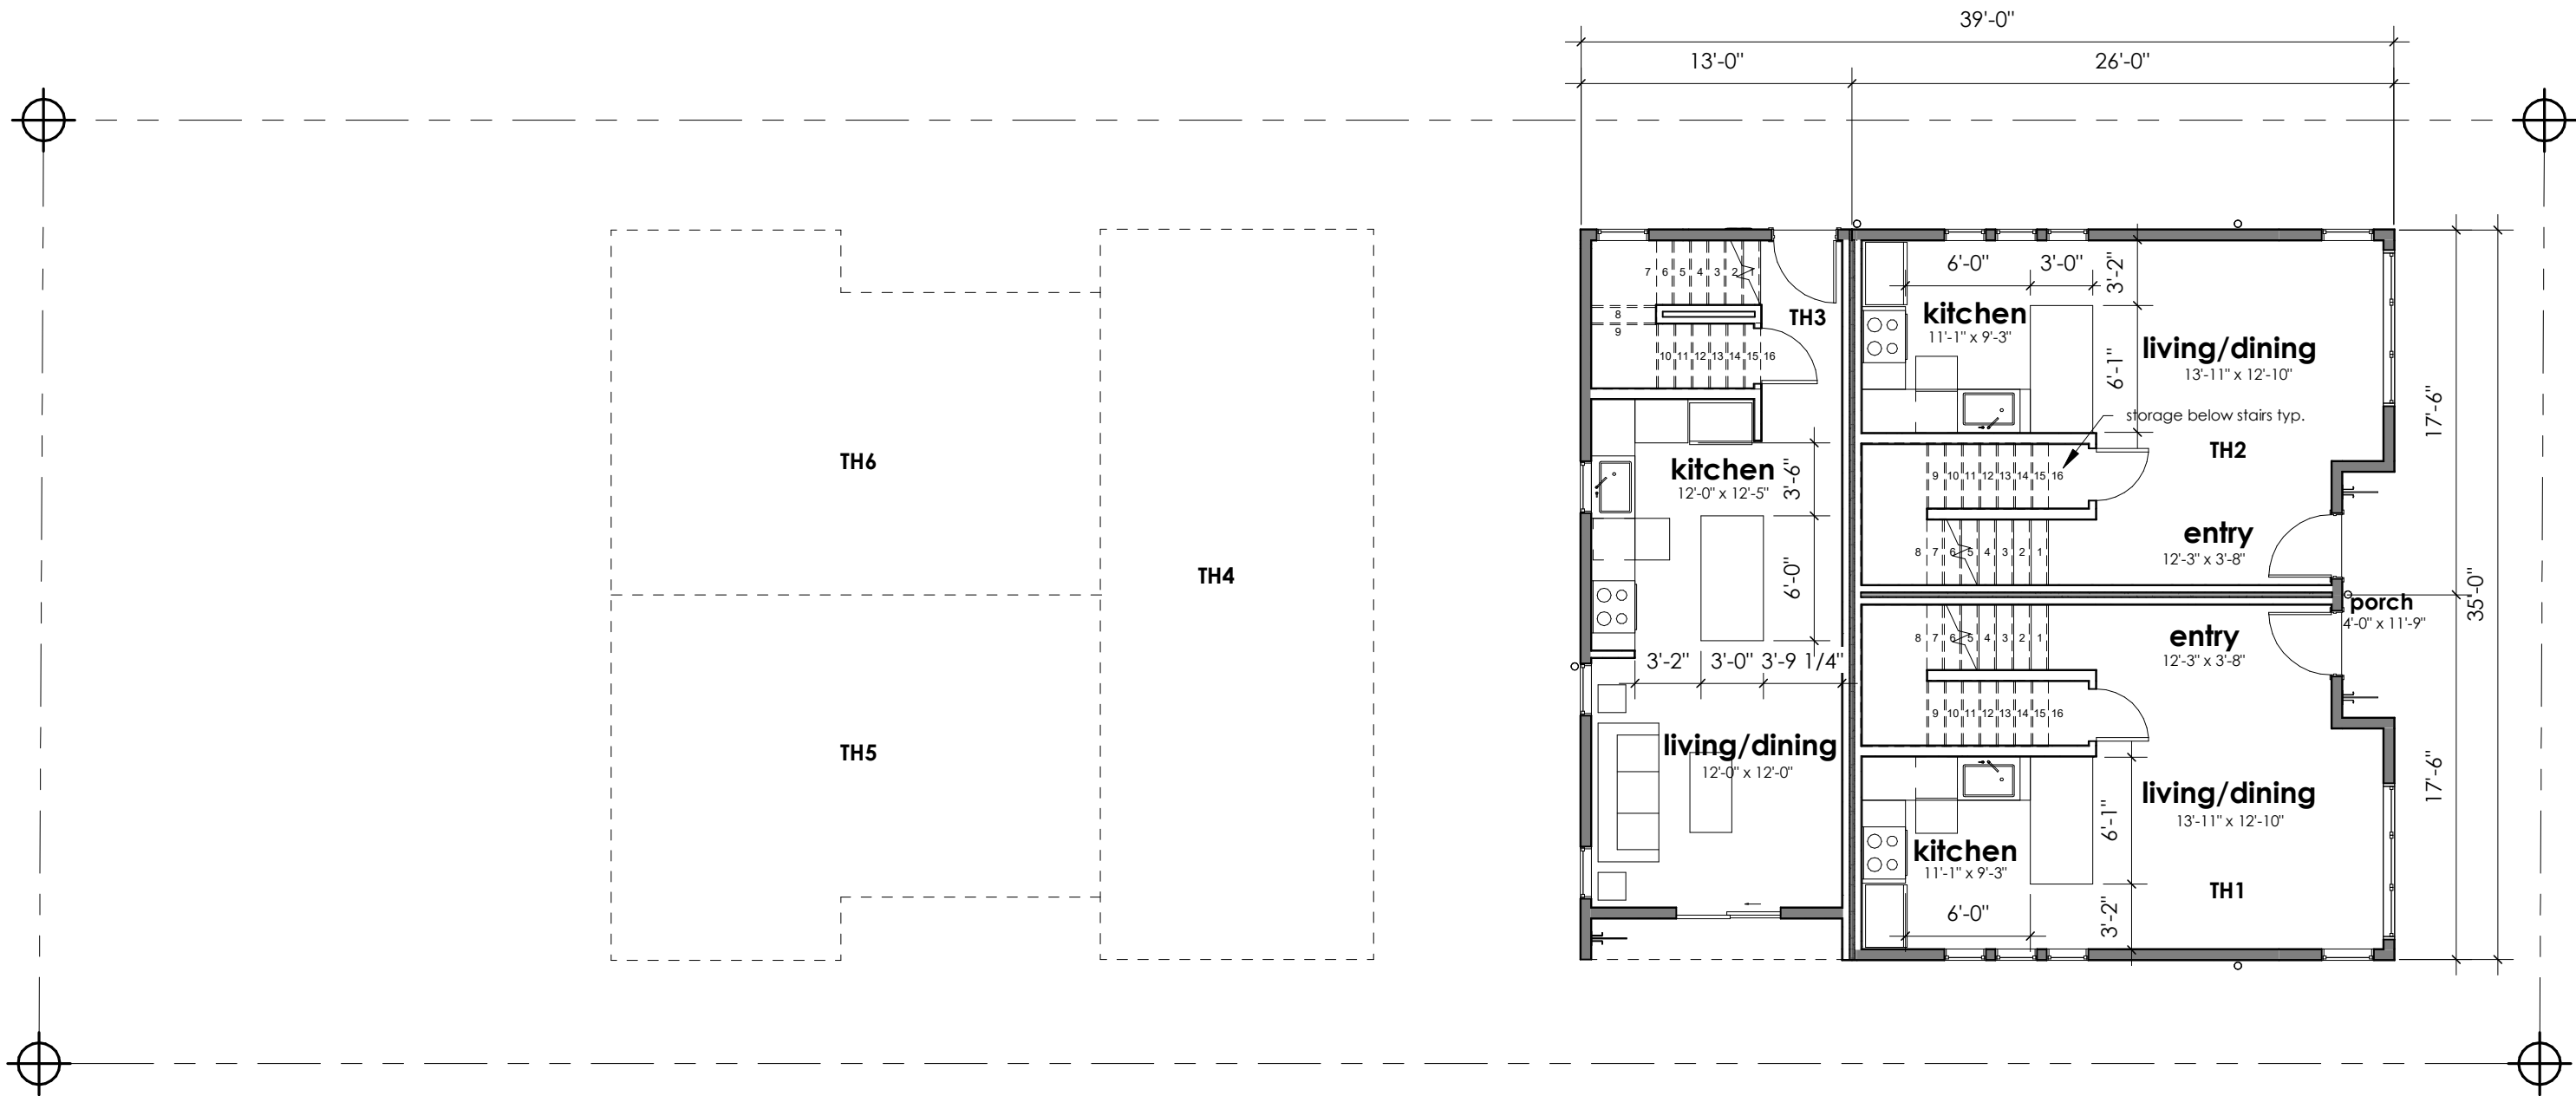 39'-0"
13'-0"
26'-0"
7 6 5 4 3 2 1
8
9
10 11 12 13 14 15 16
TH3
kitchen
12'-0" x 12'-5"
3'-6"
6'-0"
3'-2" 3'-0" 3'-9 1/4"
living/dining
12'-0" x 12'-0"
6'-0" 3'-0" 3'-2"
kitchen
11'-1" x 9'-3"
6'-1"
living/dining
13'-11" x 12'-10"
storage below stairs typ.
TH2
9 10 11 12 13 14 15 16
8 7 6 5 4 3 2 1
entry
12'-3" x 3'-8"
17'-6"
35'-0"
porch
4'-0" x 11'-9"
8 7 6 5 4 3 2 1
entry
12'-3" x 3'-8"
9 10 11 12 13 14 15 16
17'-6"
living/dining
13'-11" x 12'-10"
6'-1"
kitchen
11'-1" x 9'-3"
TH1
6'-0"
3'-2"
TH6
TH4
TH5